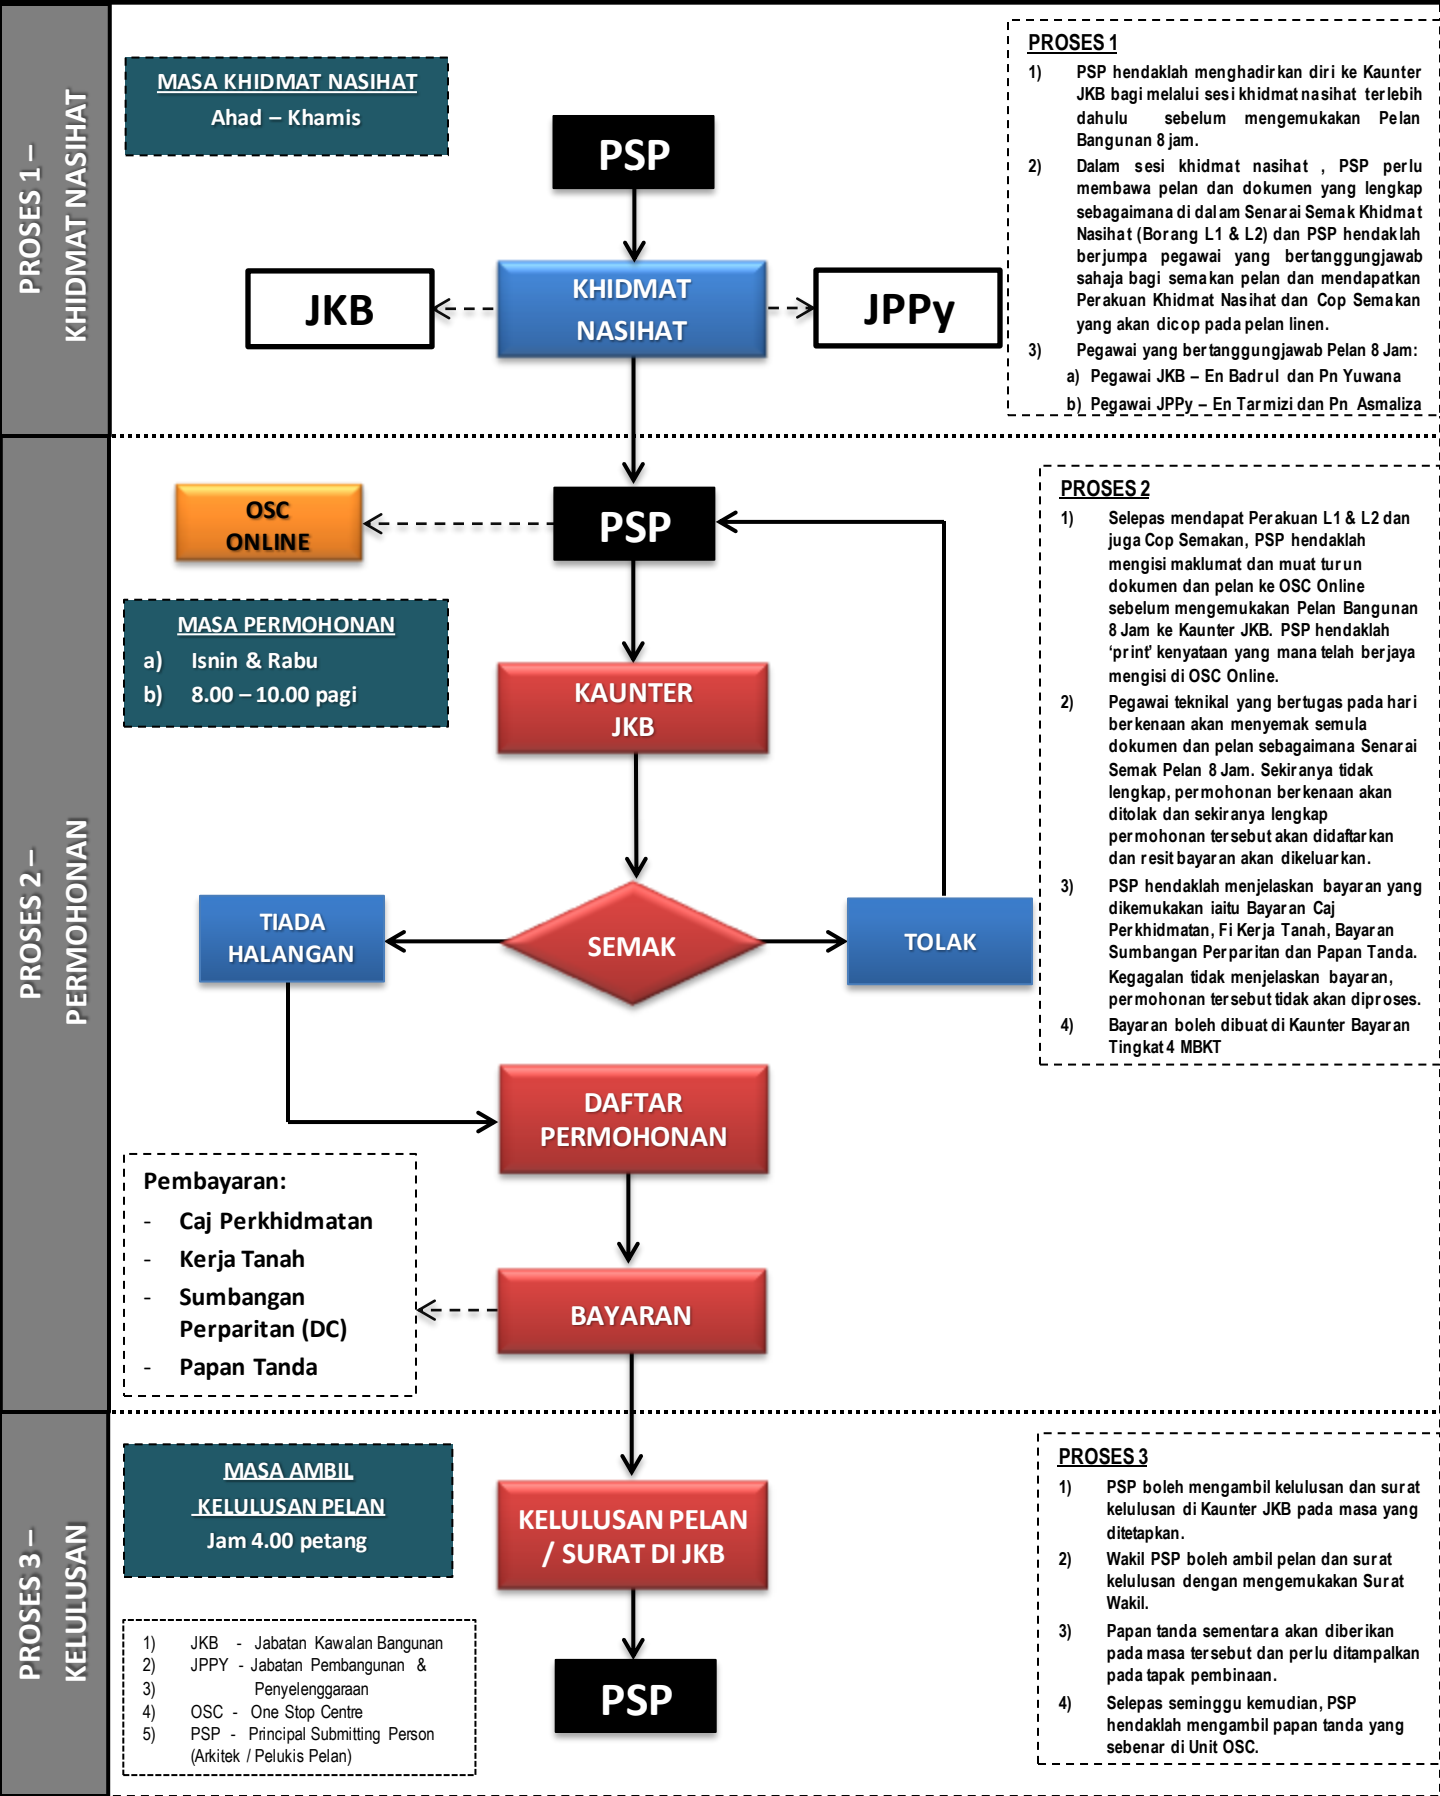 PROSES 1 –
KHIDMAT NASIHAT
MASA KHIDMAT NASIHAT
Ahad – Khamis
PSP
KHIDMAT
NASIHAT
JKB
JPPy
PROSES 1
1) PSP hendaklah menghadirkan diri ke Kaunter
JKB bagi melalui sesi khidmat nasihat terlebih
dahulu sebelum mengemukakan Pelan
Bangunan 8 jam.
2) Dalam sesi khidmat nasihat , PSP perlu
membawa pelan dan dokumen yang lengkap
sebagaimana di dalam Senarai Semak Khidmat
Nasihat (Borang L1 & L2) dan PSP hendaklah
berjumpa pegawai yang bertanggungjawab
sahaja bagi semakan pelan dan mendapatkan
Perakuan Khidmat Nasihat dan Cop Semakan
yang akan dicop pada pelan linen.
3) Pegawai yang bertanggungjawab Pelan 8 Jam:
a) Pegawai JKB – En Badrul dan Pn Yuwana
b) Pegawai JPPy – En Tarmizi dan Pn Asmaliza
PROSES 2 –
PERMOHONAN
OSC
ONLINE
PSP
MASA PERMOHONAN
a) Isnin & Rabu
b) 8.00 – 10.00 pagi
KAUNTER
JKB
SEMAK
TIADA
HALANGAN
TOLAK
DAFTAR
PERMOHONAN
BAYARAN
Pembayaran:
- Caj Perkhidmatan
- Kerja Tanah
- Sumbangan
Perparitan (DC)
- Papan Tanda
PROSES 2
1) Selepas mendapat Perakuan L1 & L2 dan
juga Cop Semakan, PSP hendaklah
mengisi maklumat dan muat turun
dokumen dan pelan ke OSC Online
sebelum mengemukakan Pelan Bangunan
8 Jam ke Kaunter JKB. PSP hendaklah
‘print’ kenyataan yang mana telah berjaya
mengisi di OSC Online.
2) Pegawai teknikal yang bertugas pada hari
berkenaan akan menyemak semula
dokumen dan pelan sebagaimana Senarai
Semak Pelan 8 Jam. Sekiranya tidak
lengkap, permohonan berkenaan akan
ditolak dan sekiranya lengkap
permohonan tersebut akan didaftarkan
dan resit bayaran akan dikeluarkan.
3) PSP hendaklah menjelaskan bayaran yang
dikemukakan iaitu Bayaran Caj
Perkhidmatan, Fi Kerja Tanah, Bayaran
Sumbangan Perparitan dan Papan Tanda.
Kegagalan tidak menjelaskan bayaran,
permohonan tersebut tidak akan diproses.
4) Bayaran boleh dibuat di Kaunter Bayaran
Tingkat 4 MBKT
PROSES 3 –
KELULUSAN
MASA AMBIL
KELULUSAN PELAN
Jam 4.00 petang
KELULUSAN PELAN
/ SURAT DI JKB
PSP
1) JKB - Jabatan Kawalan Bangunan
2) JPPY - Jabatan Pembangunan &
3) Penyelenggaraan
4) OSC - One Stop Centre
5) PSP - Principal Submitting Person
(Arkitek / Pelukis Pelan)
PROSES 3
1) PSP boleh mengambil kelulusan dan surat
kelulusan di Kaunter JKB pada masa yang
ditetapkan.
2) Wakil PSP boleh ambil pelan dan surat
kelulusan dengan mengemukakan Surat
Wakil.
3) Papan tanda sementara akan diberikan
pada masa tersebut dan perlu ditampalkan
pada tapak pembinaan.
4) Selepas seminggu kemudian, PSP
hendaklah mengambil papan tanda yang
sebenar di Unit OSC.